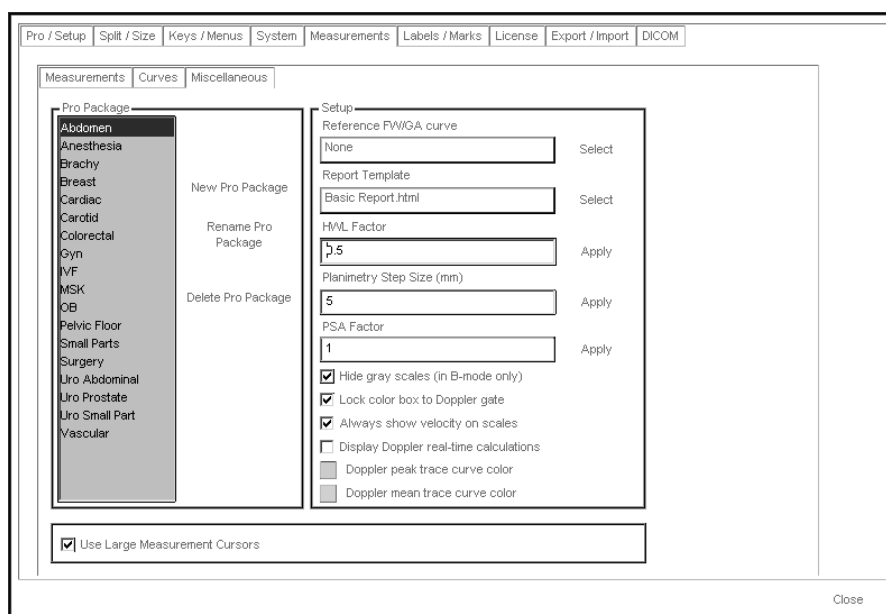 Pro / Setup Split / Size Keys / Menus System Measurements Labels / Marks License Export / Import DICOM
Measurements Curves Miscellaneous
Pro Package
Abdomen
Anesthesia
Brachy
Breast
Cardiac
Carotid
Colorectal
Gyn
IVF
MSK
OB
Pelvic Floor
Small Parts
Surgery
Uro Abdominal
Uro Prostate
Uro Small Part
Vascular
New Pro Package
Rename Pro
Package
Delete Pro Package
Setup
Reference FW/GA curve
None Select
Report Template
Basic Report.html Select
HWL Factor
0.5 Apply
Planimetry Step Size (mm)
5 Apply
PSA Factor
1 Apply
Hide gray scales (in B-mode only)
Lock color box to Doppler gate
Always show velocity on scales
Display Doppler real-time calculations
Doppler peak trace curve color
Doppler mean trace curve color
Use Large Measurement Cursors
Close